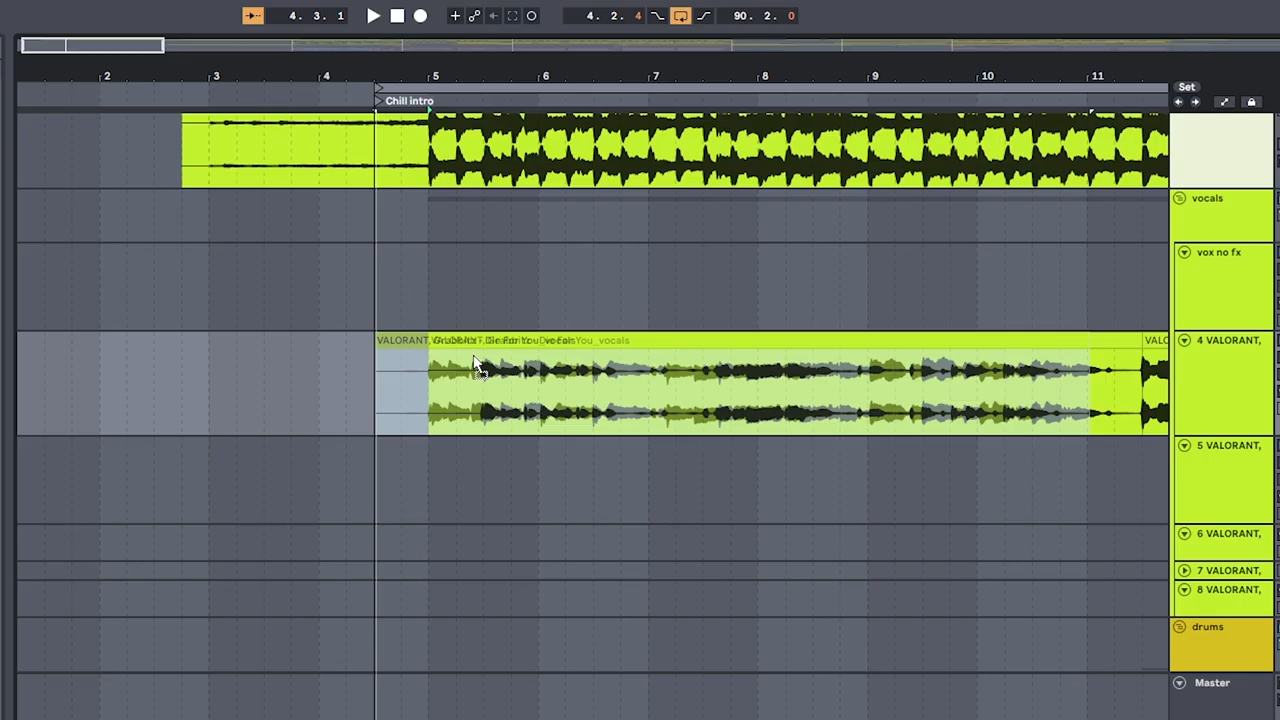 4. 3. 1
4. 2. 4
90. 2. 0
2 3 4 5 6 7 8 9 10 11
Set
Chill intro
vocals
vox no fx
VALORANT,
VALO
4 VALORANT,
5 VALORANT,
6 VALORANT,
7 VALORANT,
8 VALORANT,
drums
Master